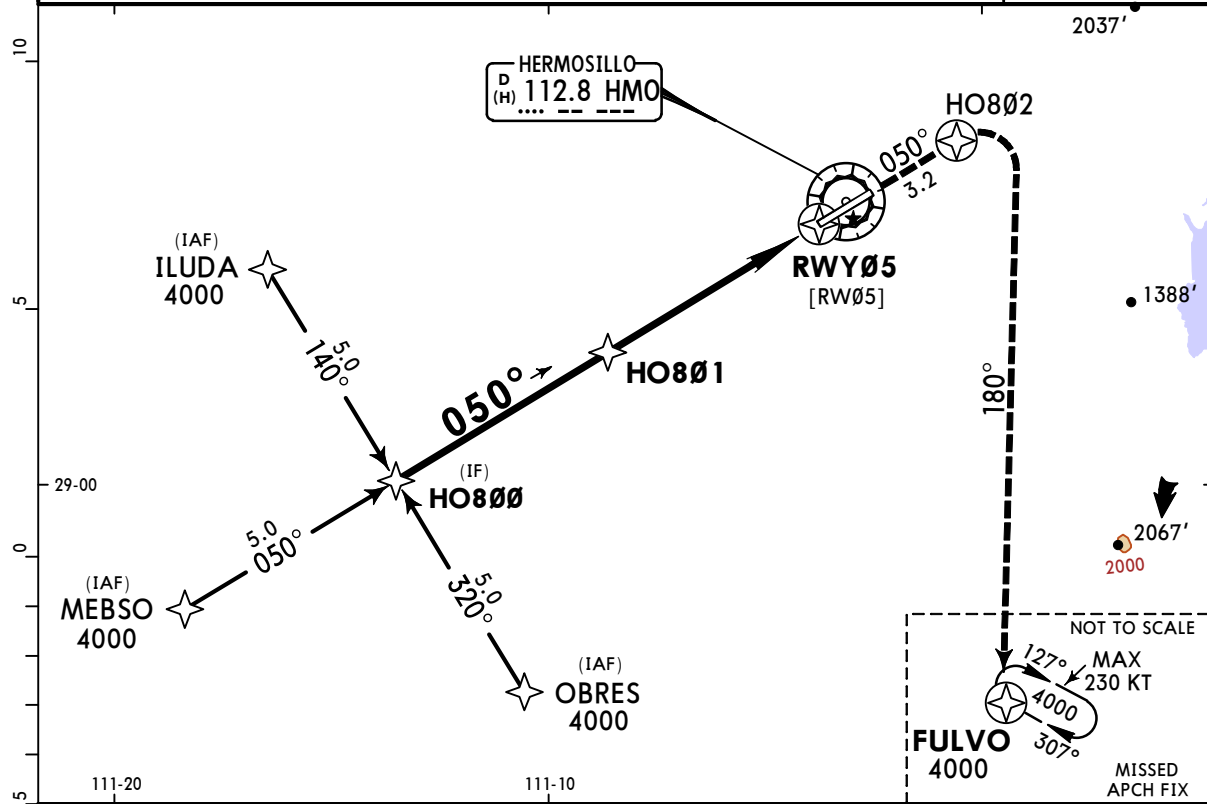 2037'
10
HERMOSILLO
D
(H) 112.8 HMO
HO8Ø2
050°
3.2
(IAF)
ILUDA
4000
RWYØ5
[RWØ5]
5
1388'
5.0
140°
HO8Ø1
050°
180°
(IF)
HO8ØØ
29-00
5.0
050°
2067'
2000
0
(IAF)
MEBSO
4000
5.0
320°
(IAF)
OBRES
4000
NOT TO SCALE
127°
MAX
230 KT
4000
307°
FULVO
4000
MISSED
APCH FIX
111-20
111-10
5